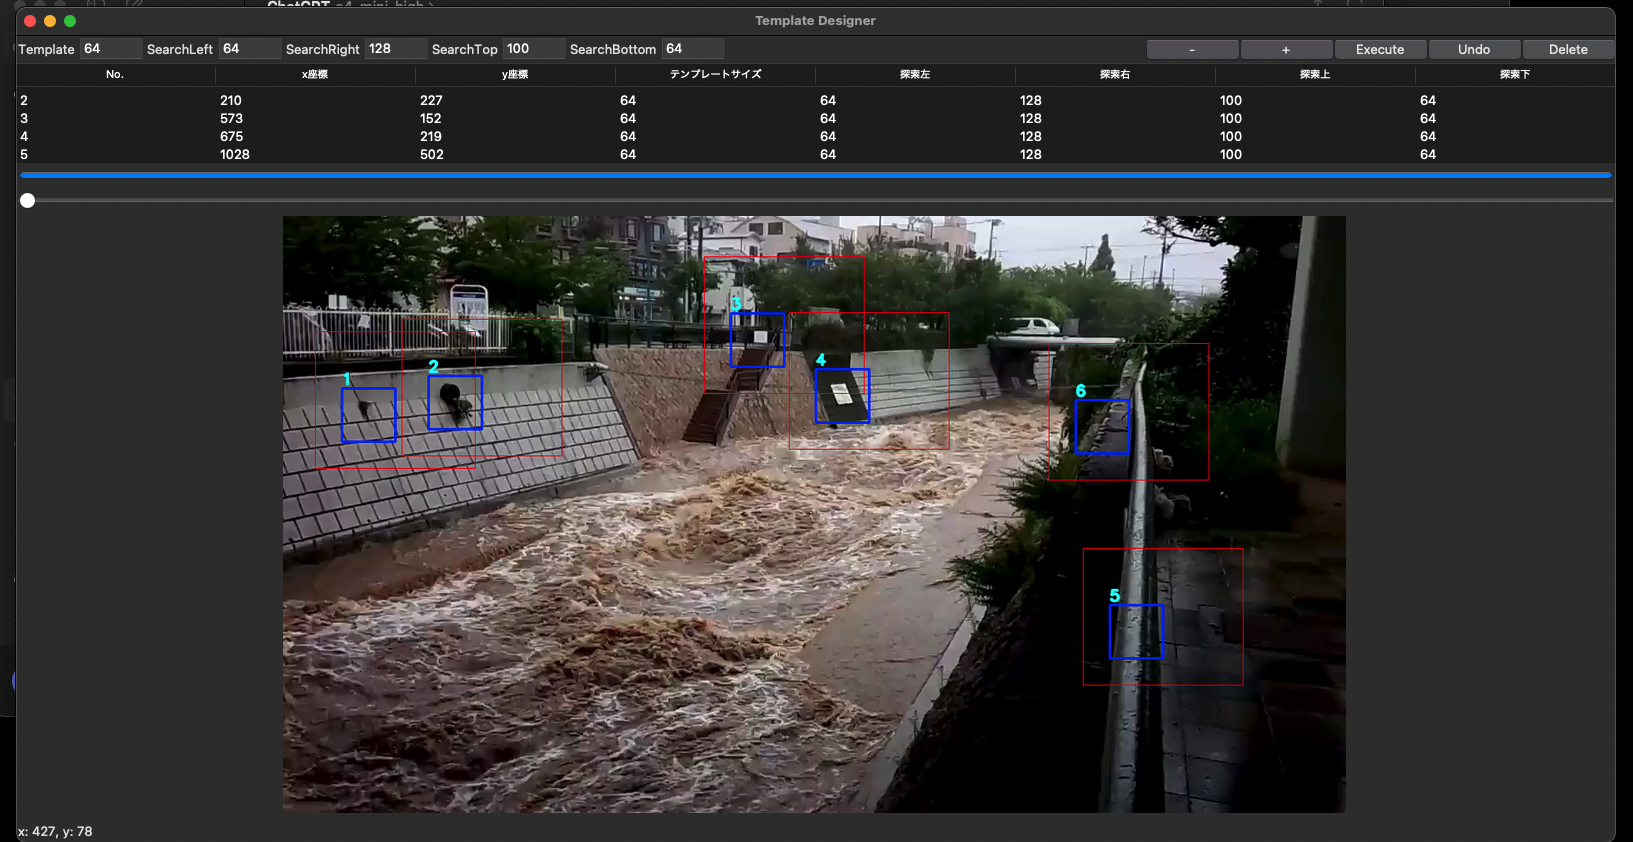 ChatGPT o4-mini-high >
Template Designer
Template 64 SearchLeft 64 SearchRight 128 SearchTop 100 SearchBottom 64 - + Execute Undo Delete
No. x座標 y座標 テンプレートサイズ 探索左 探索右 探索上 探索下
2 210 227 64 64 128 100 64
3 573 152 64 64 128 100 64
4 675 219 64 64 128 100 64
5 1028 502 64 64 128 100 64
3
4
2
1
6
5
x: 427, y: 78